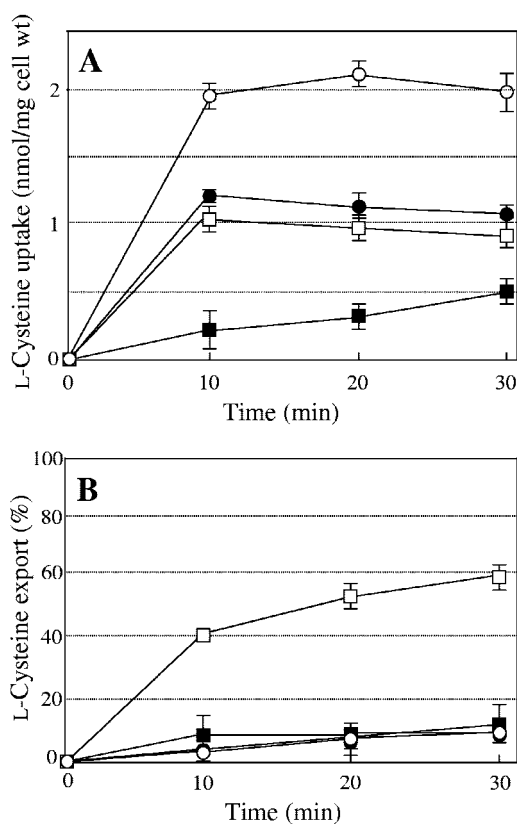 A
L-Cysteine uptake (nmol/mg cell wt)
2
1
0
0 10 20 30
Time (min)
B
L-Cysteine export (%)
100
80
60
40
20
0
0 10 20 30
Time (min)